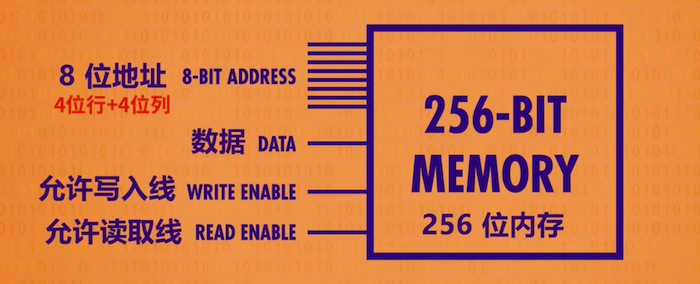 8 位地址 8-BIT ADDRESS
4位行+4位列
数据 DATA
允许写入线 WRITE ENABLE
允许读取线 READ ENABLE
256-BIT
MEMORY
256 位内存